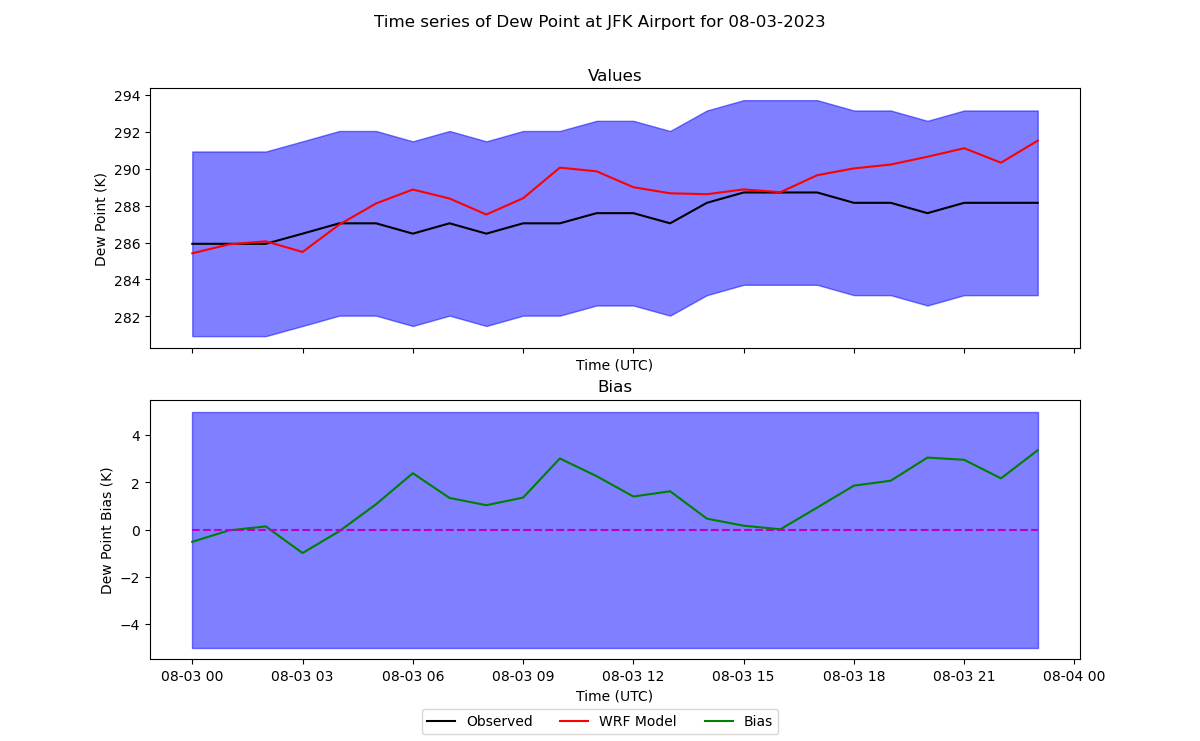 Time series of Dew Point at JFK Airport for 08-03-2023
Values
294
292
290
288
286
284
282
Dew Point (K)
Time (UTC)
Bias
4
2
0
−2
−4
Dew Point Bias (K)
08-03 00 08-03 03 08-03 06 08-03 09 08-03 12 08-03 15 08-03 18 08-03 21 08-04 00
Time (UTC)
Observed WRF Model Bias